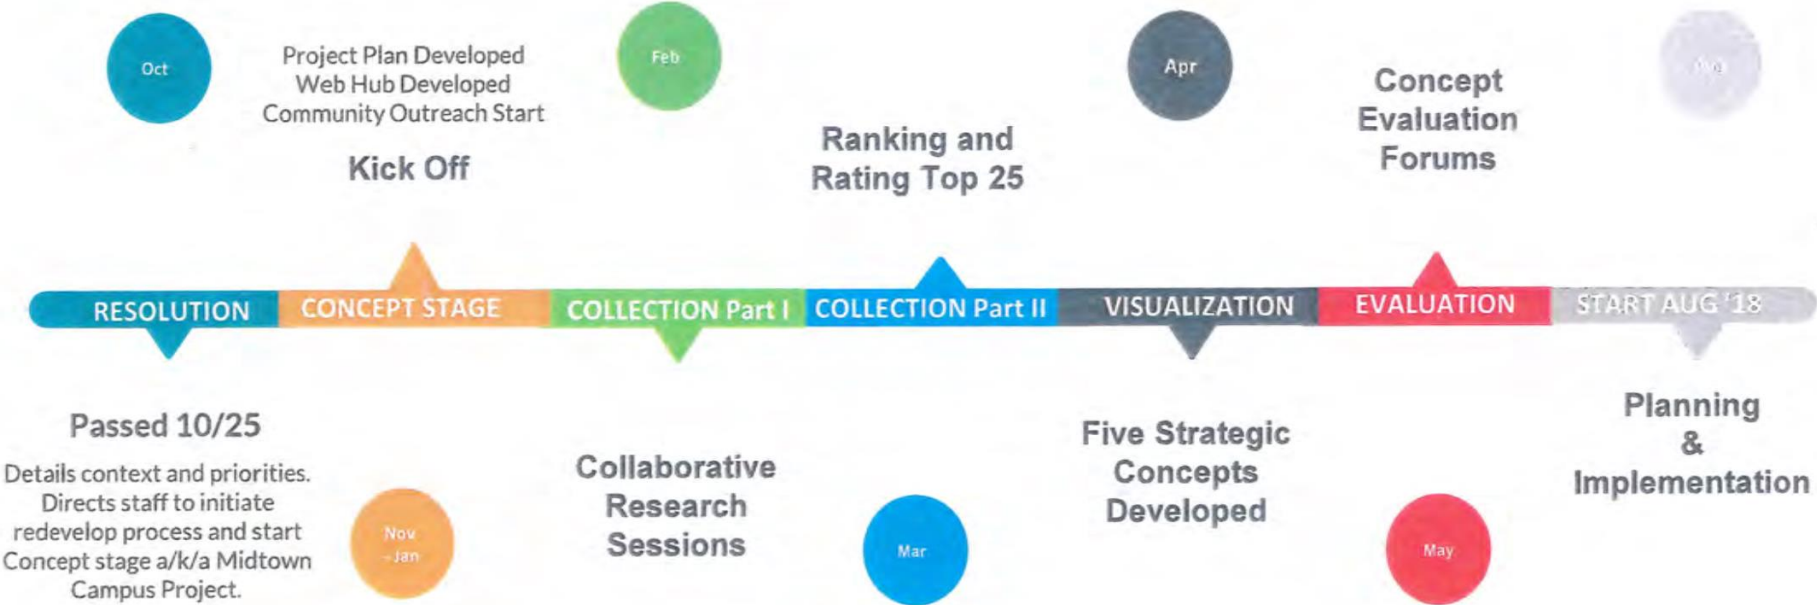 Oct
Project Plan Developed
Web Hub Developed
Community Outreach Start
Kick Off
Feb
Ranking and
Rating Top 25
Apr
Concept
Evaluation
Forums
Aug
RESOLUTION
CONCEPT STAGE
COLLECTION Part I
COLLECTION Part II
VISUALIZATION
EVALUATION
START AUG '18
Passed 10/25
Details context and priorities.
Directs staff to initiate
redevelop process and start
Concept stage a/k/a Midtown
Campus Project.
Nov
-Jan
Collaborative
Research
Sessions
Mar
Five Strategic
Concepts
Developed
May
Planning
&
Implementation